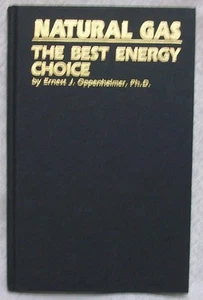 NATURAL GAS
THE BEST ENERGY
CHOICE
by Ernest J. Oppenheimer, Ph.D.